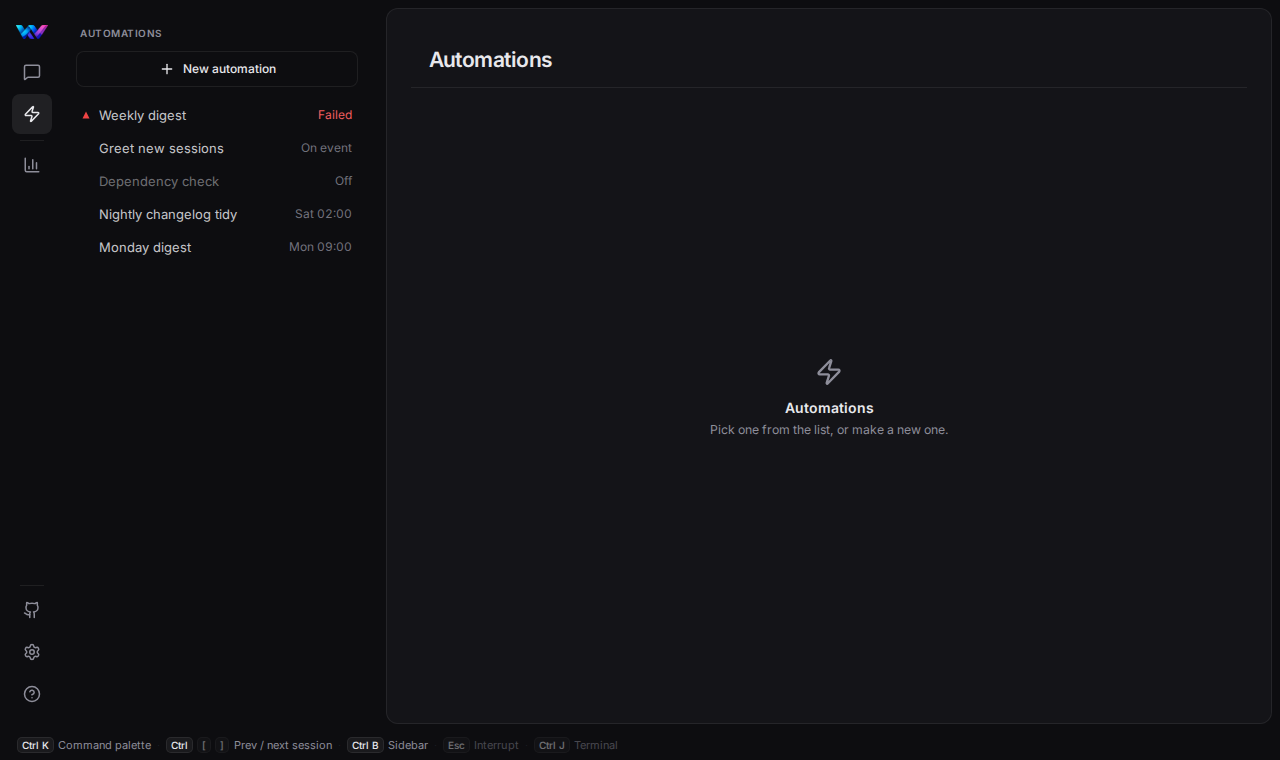 AUTOMATIONS
New automation
Weekly digest Failed
Greet new sessions On event
Dependency check Off
Nightly changelog tidy Sat 02:00
Monday digest Mon 09:00
Automations
Automations
Pick one from the list, or make a new one.
Ctrl K Command palette Ctrl [ ] Prev / next session Ctrl B Sidebar Esc Interrupt Ctrl J Terminal